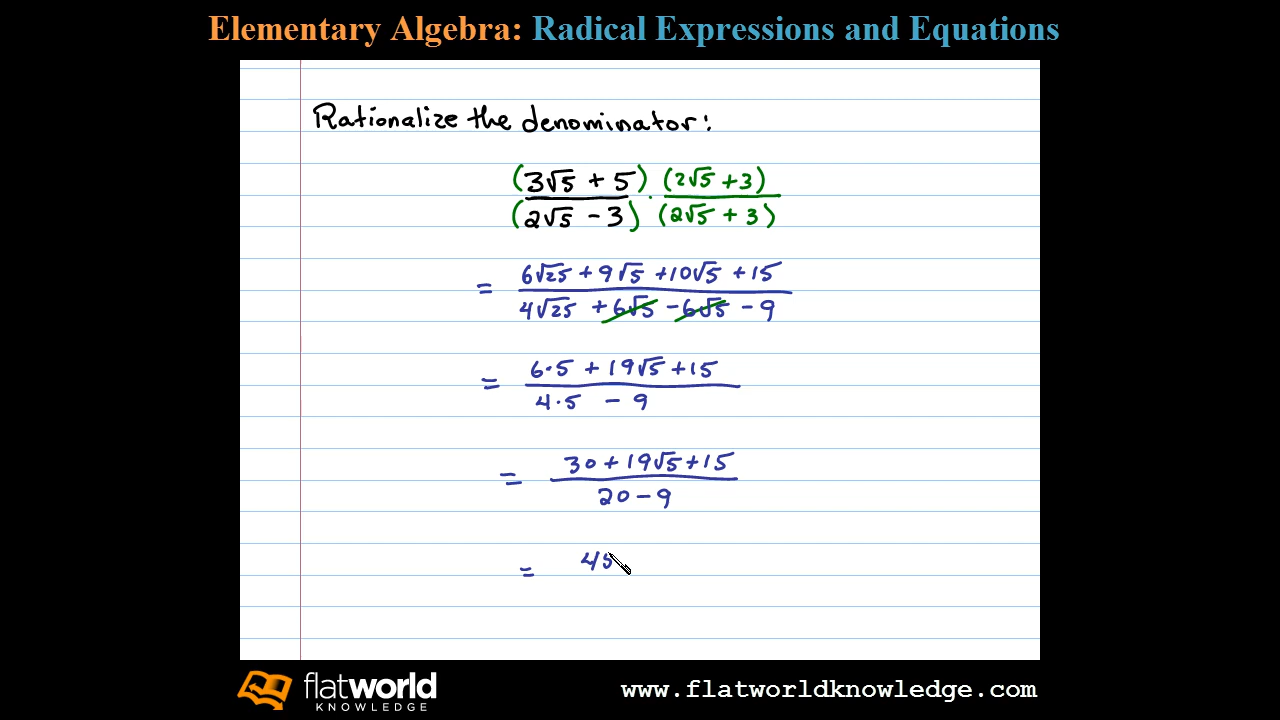 Elementary Algebra: Radical Expressions and Equations
Rationalize the denominator:
(3√5 + 5) · (2√5 + 3)
(2√5 - 3) (2√5 + 3)
= 6√25 + 9√5 + 10√5 + 15
4√25 + 6√5 - 6√5 - 9
= 6·5 + 19√5 + 15
4·5 - 9
= 30 + 19√5 + 15
20 - 9
= 45
flatworld
KNOWLEDGE
www.flatworldknowledge.com